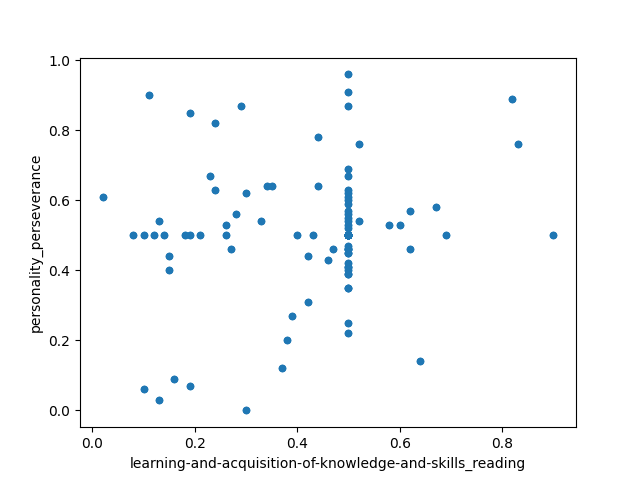 1.0
0.8
0.6
0.4
0.2
0.0
personality_perseverance
0.0 0.2 0.4 0.6 0.8
learning-and-acquisition-of-knowledge-and-skills_reading